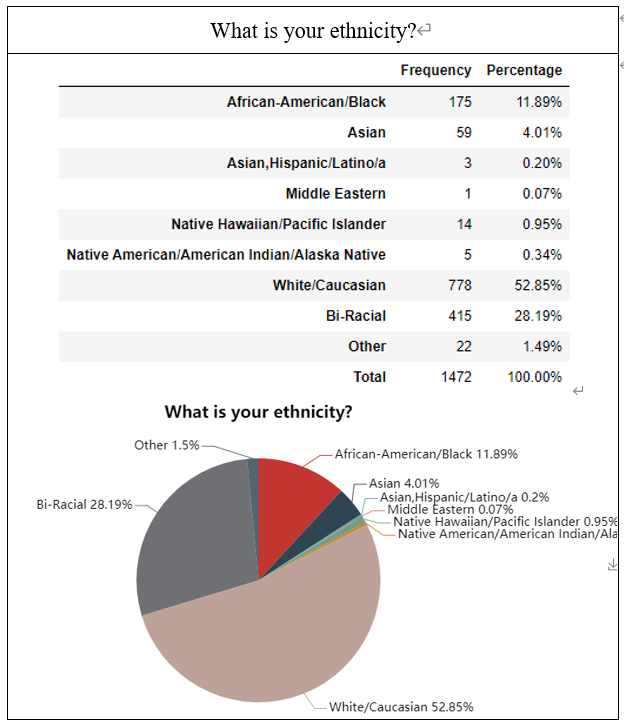 What is your ethnicity?
Frequency Percentage
African-American/Black 175 11.89%
Asian 59 4.01%
Asian,Hispanic/Latino/a 3 0.20%
Middle Eastern 1 0.07%
Native Hawaiian/Pacific Islander 14 0.95%
Native American/American Indian/Alaska Native 5 0.34%
White/Caucasian 778 52.85%
Bi-Racial 415 28.19%
Other 22 1.49%
Total 1472 100.00%
What is your ethnicity?
Other 1.5%
African-American/Black 11.89%
Asian 4.01%
Asian,Hispanic/Latino/a 0.2%
Bi-Racial 28.19%
Middle Eastern 0.07%
Native Hawaiian/Pacific Islander 0.95%
Native American/American Indian/Ala
White/Caucasian 52.85%